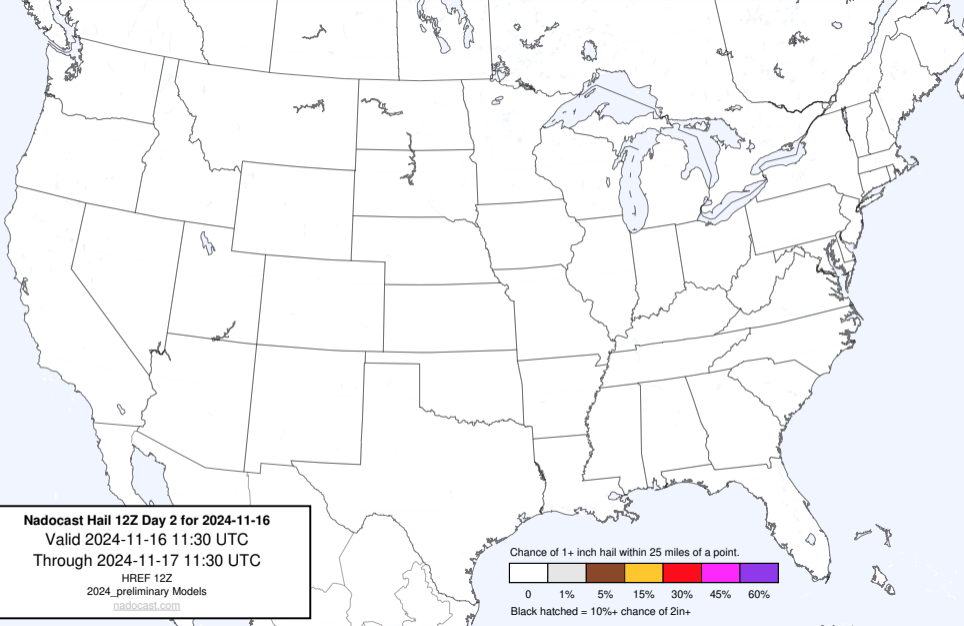 Nadocast Hail 12Z Day 2 for 2024-11-16
Valid 2024-11-16 11:30 UTC
Through 2024-11-17 11:30 UTC
HREF 12Z
2024_preliminary Models
nadocast.com
Chance of 1+ inch hail within 25 miles of a point.
0 1% 5% 15% 30% 45% 60%
Black hatched = 10%+ chance of 2in+